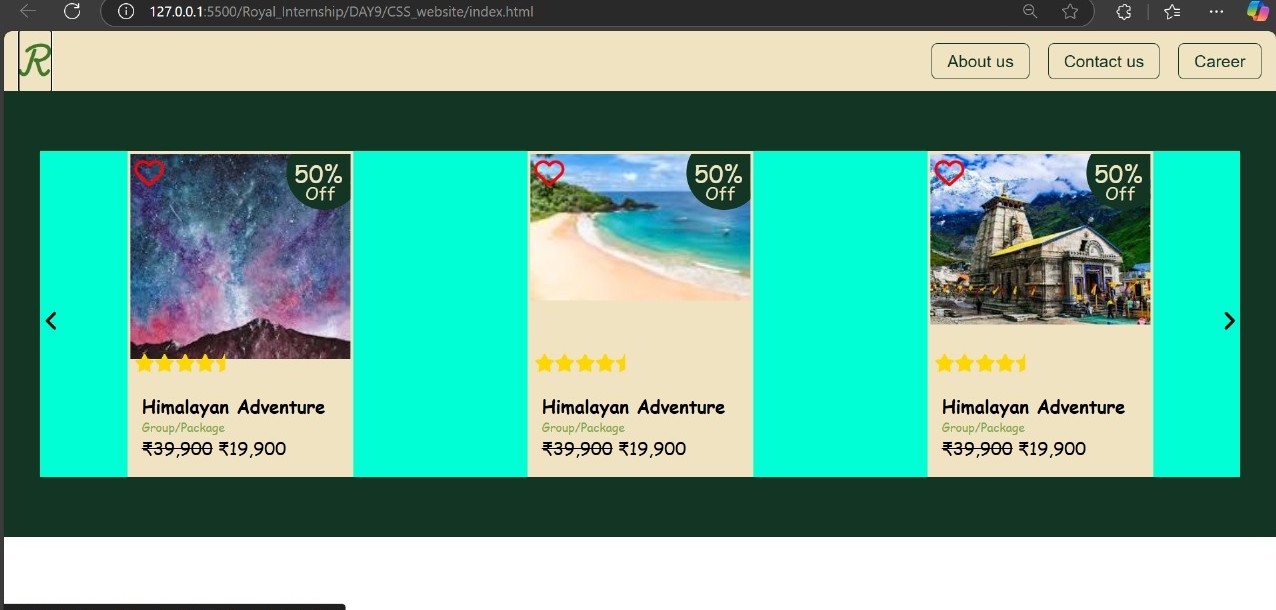 127.0.0.1:5500/Royal_Internship/DAY9/CSS_website/index.html
R
About us
Contact us
Career
50%
Off
50%
Off
50%
Off
Himalayan Adventure
Group/Package
₹39,900 ₹19,900
Himalayan Adventure
Group/Package
₹39,900 ₹19,900
Himalayan Adventure
Group/Package
₹39,900 ₹19,900